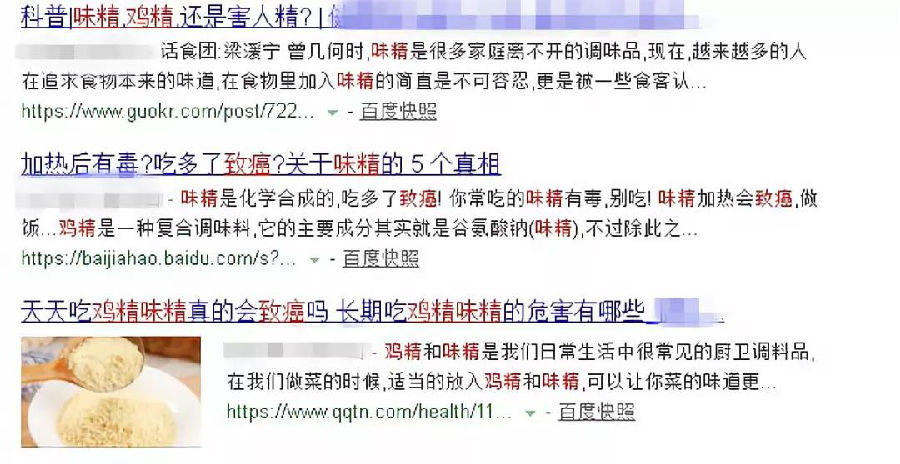 科普|味精,鸡精,还是害人精? |
话食团:梁湲宁 曾几何时,味精是很多家庭离不开的调味品,现在,越来越多的人
在追求食物本来的味道,在食物里加入味精的简直是不可容忍,更是被一些食客认...
https://www.guokr.com/post/722... - 百度快照
加热后有毒?吃多了致癌?关于味精的 5 个真相
- 味精是化学合成的,吃多了致癌! 你常吃的味精有毒,别吃! 味精加热会致癌,做
饭...鸡精是一种复合调味料,它的主要成分其实就是谷氨酸钠(味精),不过除此之...
https://baijiahao.baidu.com/s?... - 百度快照
天天吃鸡精味精真的会致癌吗 长期吃鸡精味精的危害有哪些_
- 鸡精和味精是我们日常生活中很常见的厨卫调料品,
在我们做菜的时候,适当的放入鸡精和味精,可以让你菜的味道更...
https://www.qqtn.com/health/11... - 百度快照